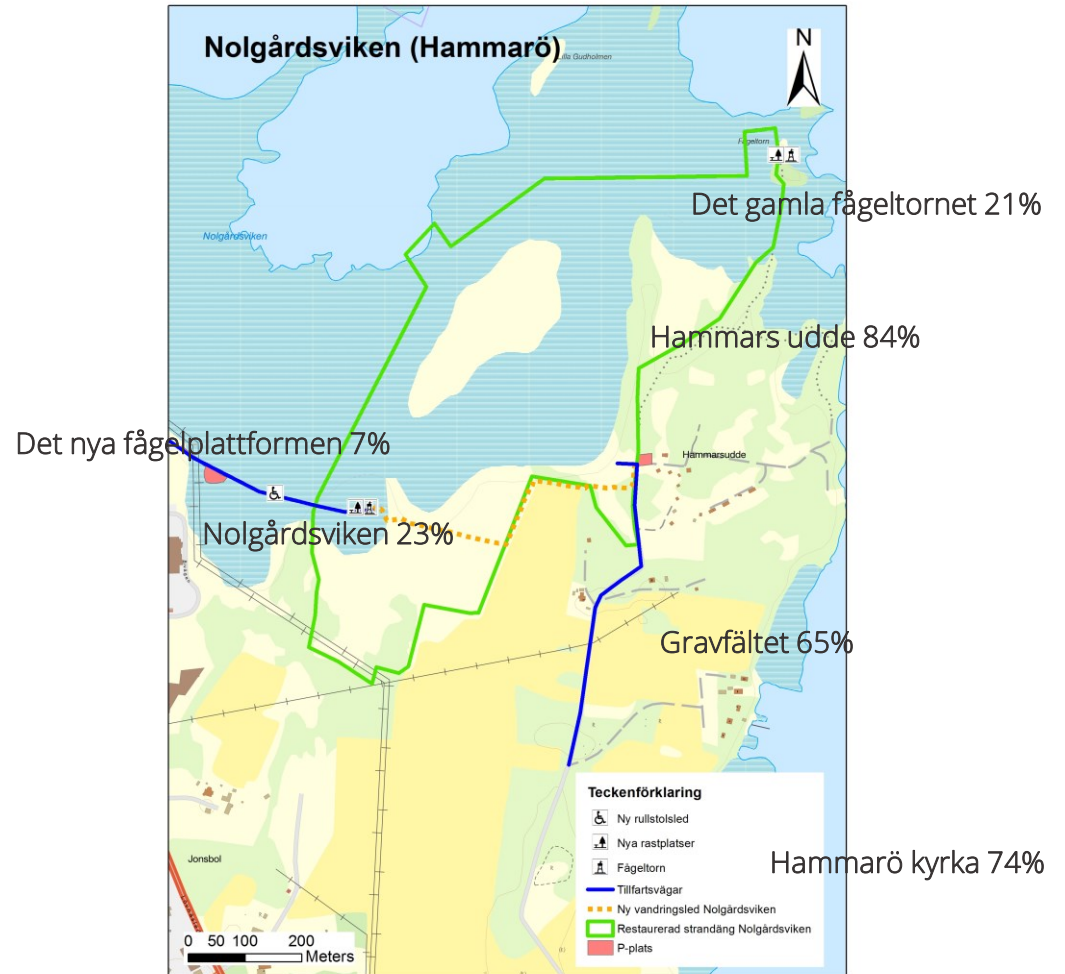 Nolgårdsviken (Hammarö)
N
Lilla Gudholmen
Fågeltorn
Det gamla fågeltornet 21%
Nolgårdsviken
Hammars udde 84%
Det nya fågelplattformen 7%
Hammarsudde
Nolgårdsviken 23%
Gravfältet 65%
Teckenförklaring
Ny rullstolsled
Nya rastplatser
Fågeltorn
Tillfartsvägar
Ny vandringsled Nolgårdsviken
Restaurerad strandäng Nolgårdsviken
P-plats
Hammarö kyrka 74%
Jonsbol
0 50 100 200
Meters